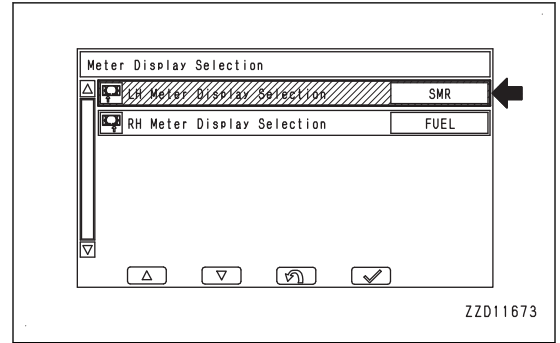 Meter Display Selection
LH Meter Display Selection SMR
RH Meter Display Selection FUEL
ZZD11673